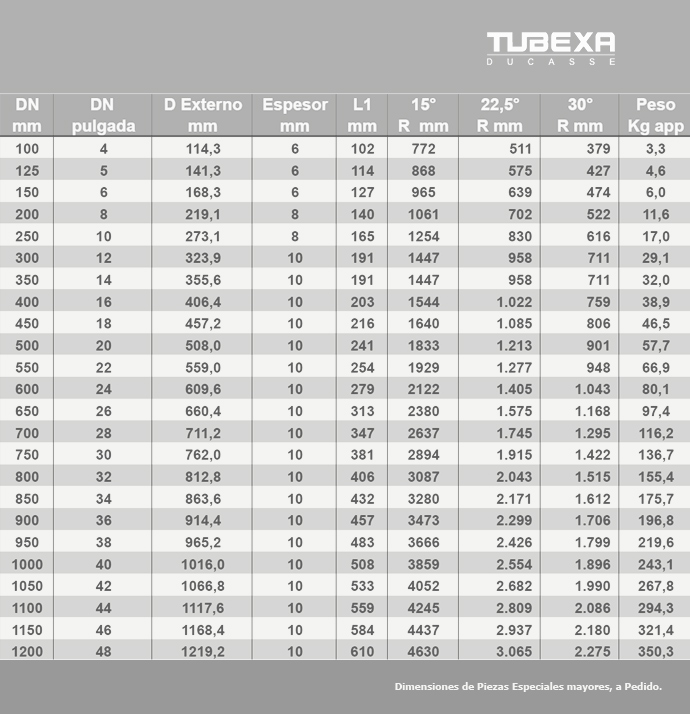 TUBEXA
DUCASSE
DN DN D Externo Espesor L1 15° 22,5° 30° Peso
mm pulgada mm mm mm R mm R mm R mm Kg app
100 4 114,3 6 102 772 511 379 3,3
125 5 141,3 6 114 868 575 427 4,6
150 6 168,3 6 127 965 639 474 6,0
200 8 219,1 8 140 1061 702 522 11,6
250 10 273,1 8 165 1254 830 616 17,0
300 12 323,9 10 191 1447 958 711 29,1
350 14 355,6 10 191 1447 958 711 32,0
400 16 406,4 10 203 1544 1.022 759 38,9
450 18 457,2 10 216 1640 1.085 806 46,5
500 20 508,0 10 241 1833 1.213 901 57,7
550 22 559,0 10 254 1929 1.277 948 66,9
600 24 609,6 10 279 2122 1.405 1.043 80,1
650 26 660,4 10 313 2380 1.575 1.168 97,4
700 28 711,2 10 347 2637 1.745 1.295 116,2
750 30 762,0 10 381 2894 1.915 1.422 136,7
800 32 812,8 10 406 3087 2.043 1.515 155,4
850 34 863,6 10 432 3280 2.171 1.612 175,7
900 36 914,4 10 457 3473 2.299 1.706 196,8
950 38 965,2 10 483 3666 2.426 1.799 219,6
1000 40 1016,0 10 508 3859 2.554 1.896 243,1
1050 42 1066,8 10 533 4052 2.682 1.990 267,8
1100 44 1117,6 10 559 4245 2.809 2.086 294,3
1150 46 1168,4 10 584 4437 2.937 2.180 321,4
1200 48 1219,2 10 610 4630 3.065 2.275 350,3
Dimensiones de Piezas Especiales mayores, a Pedido.